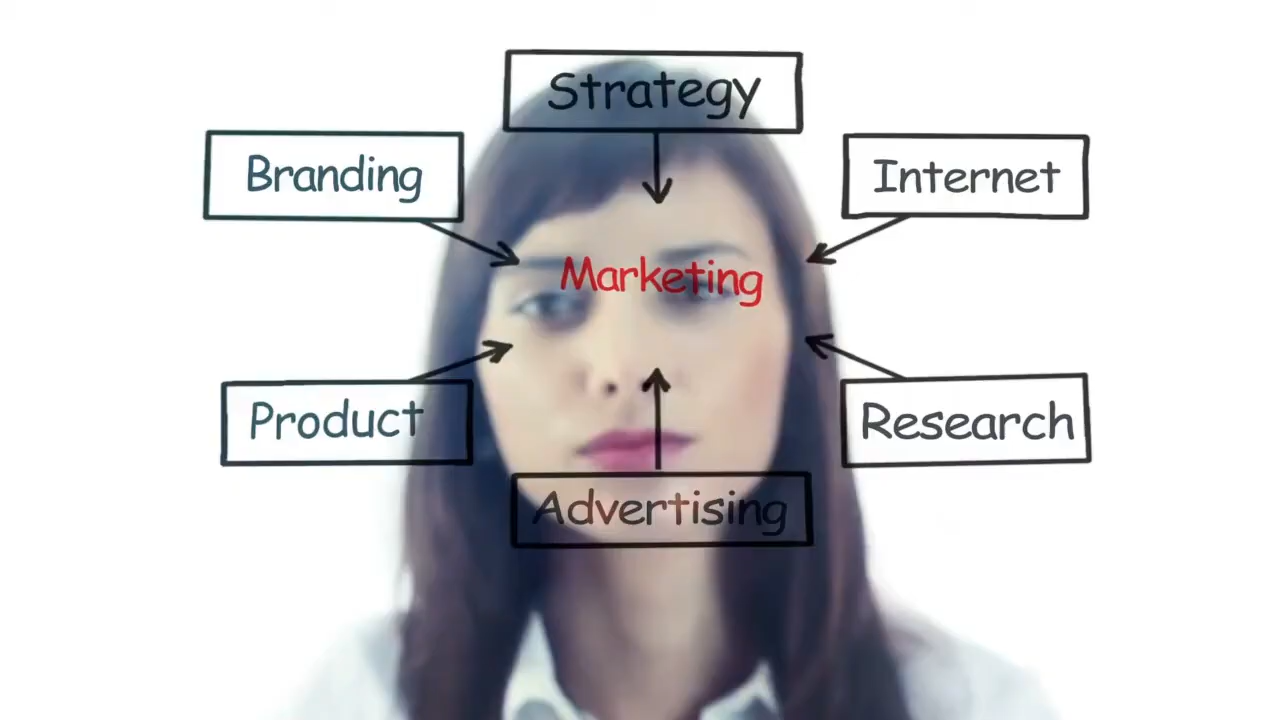 Strategy
Branding
Internet
Marketing
Product
Research
Advertising